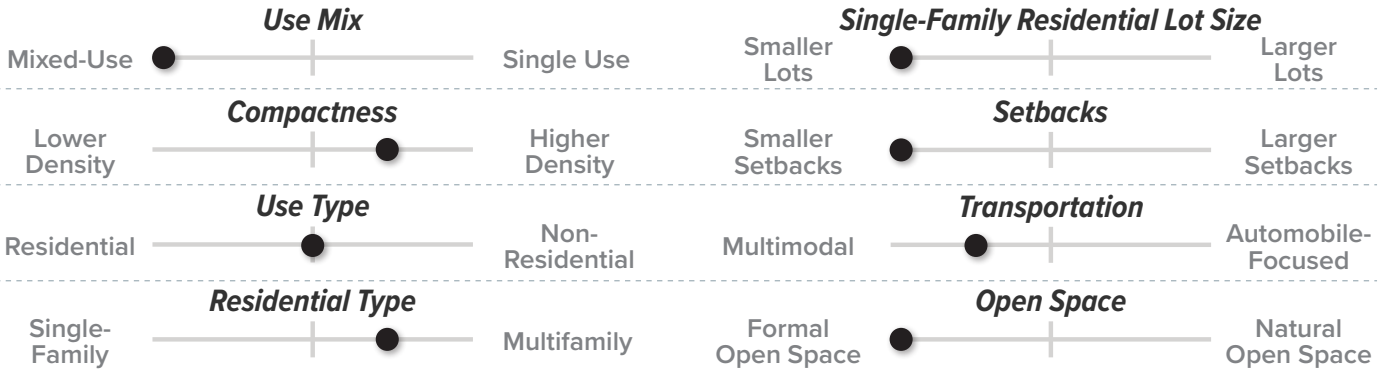 Use Mix
Mixed-Use
Single Use
Compactness
Lower
Density
Higher
Density
Use Type
Residential
Non-
Residential
Residential Type
Single-
Family
Multifamily
Single-Family Residential Lot Size
Smaller
Lots
Larger
Lots
Setbacks
Smaller
Setbacks
Larger
Setbacks
Transportation
Multimodal
Automobile-
Focused
Open Space
Formal
Open Space
Natural
Open Space